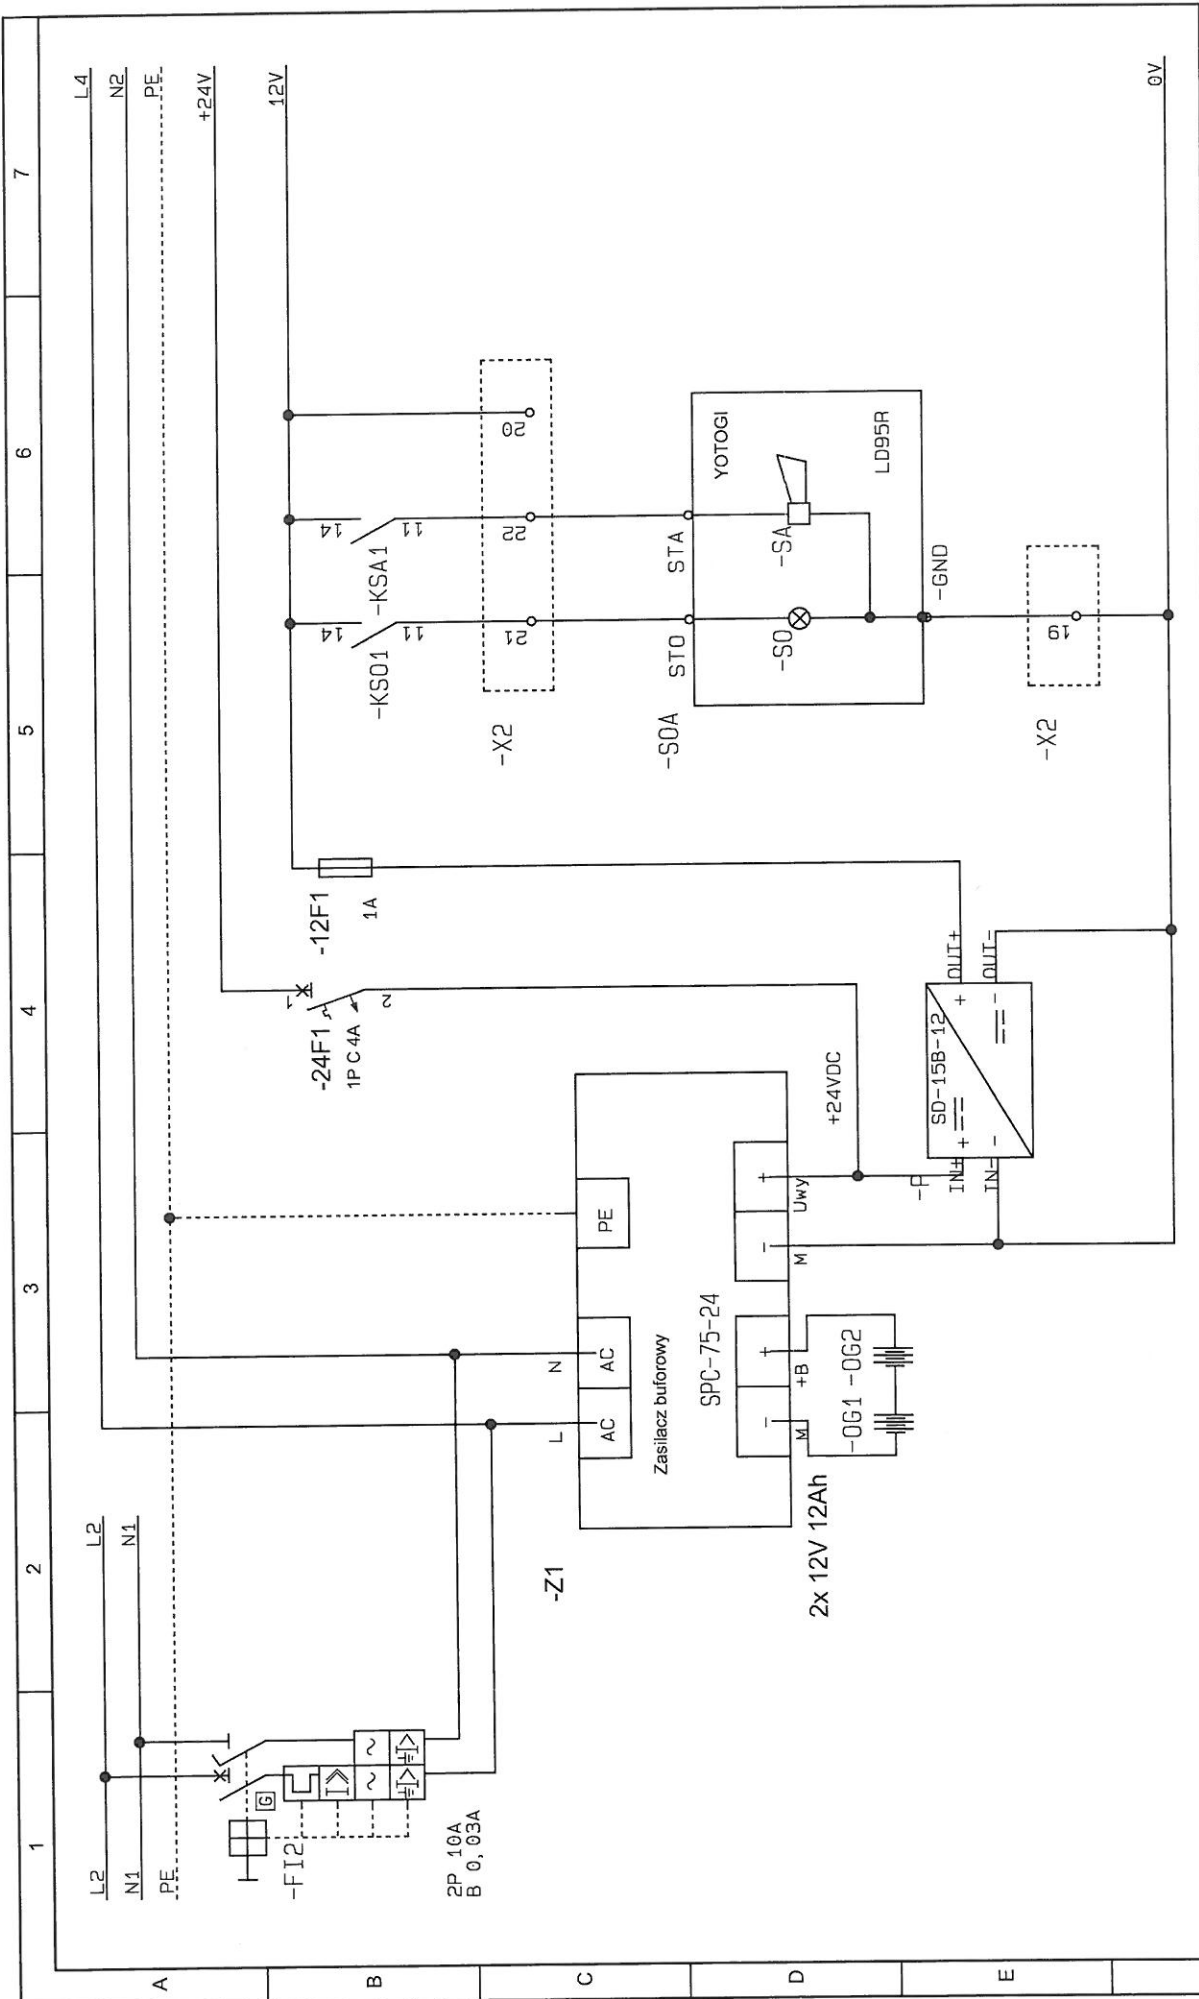 1
2
3
4
5
6
7
A
B
C
D
E
L2
N1
PE
L2
N1
L4
N2
PE
+24V
12V
0V
G
-FI2
2P 10A
B 0,03A
~
~
-Z1
L
N
AC
AC
PE
Zasilacz buforowy
SPC-75-24
-
+
-
+
M
+B
M
Uwy
-OG1
-OG2
2x 12V 12Ah
+24VDC
-24F1
1P C 4A
1
2
-12F1
1A
-P
IN+
IN-
SD-15B-12
+
-
+
-
OUT+
OUT-
-KSO1
14
11
-KSA1
14
11
-X2
21
22
20
-SOA
STO
STA
YOTOGI
LD95R
-SO
-SA
-GND
-X2
19